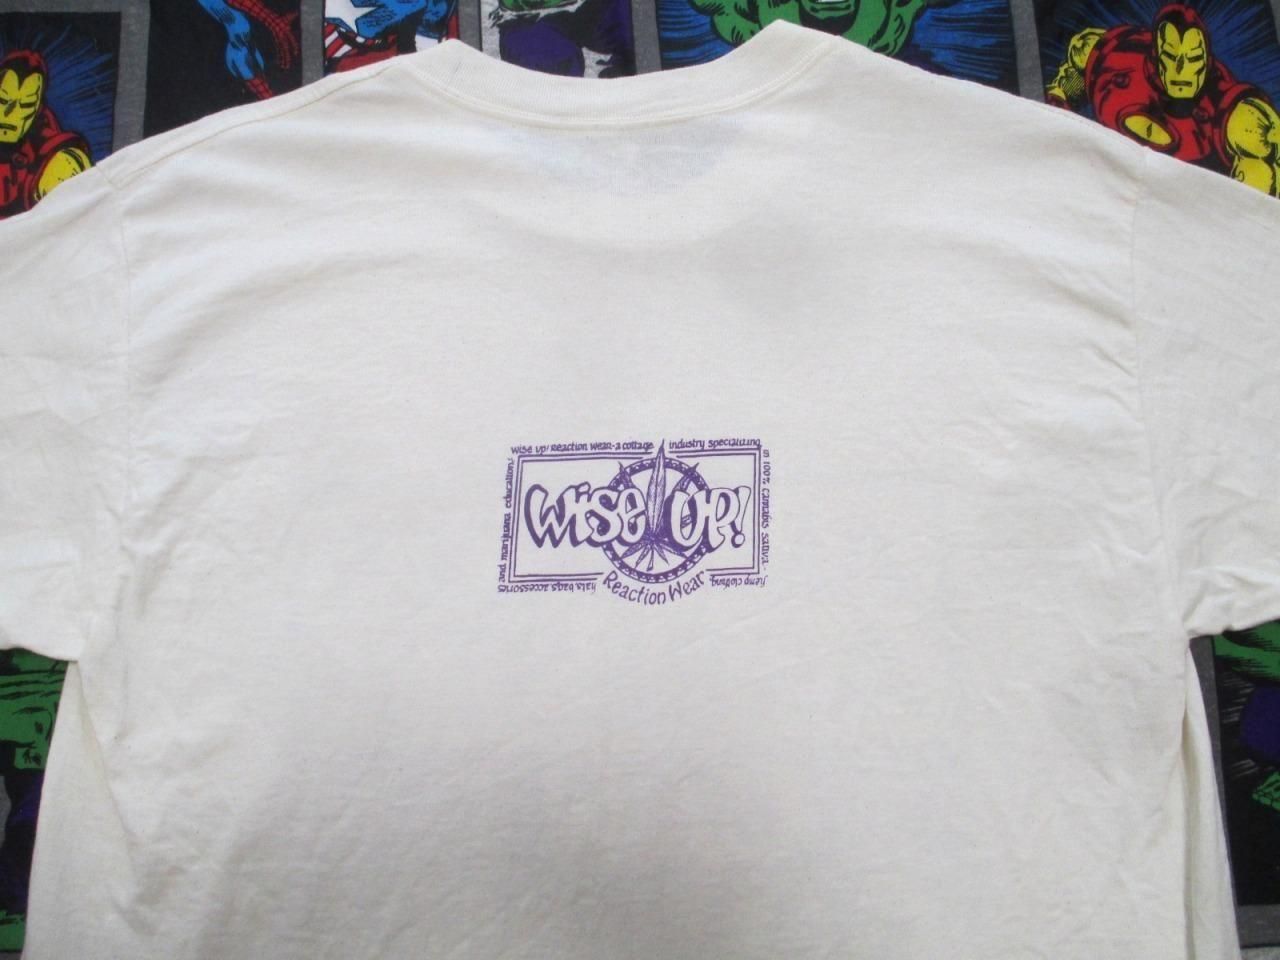 Wise Up! Reaction Wear-a cottage industry specializing
in 100% Cannabis Sativa-
hemp clothing,
hats bags accessories
and marijuana education.
Wise UP!
Reaction Wear